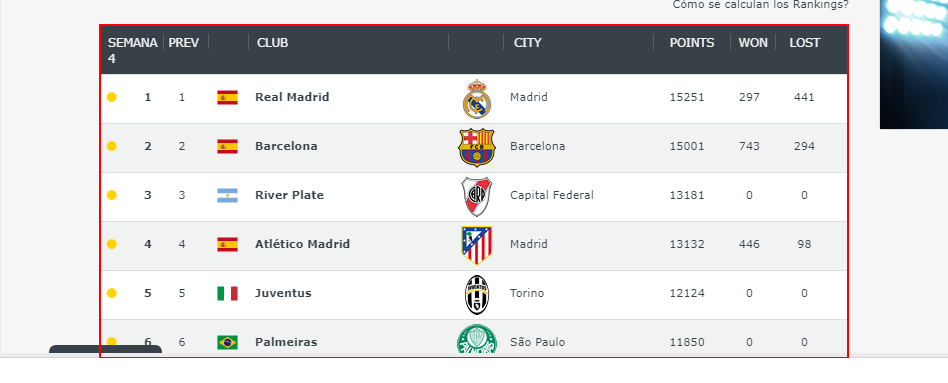 Cómo se calculan los Rankings?
SEMANA 4 PREV CLUB CITY POINTS WON LOST
1 1 Real Madrid Madrid 15251 297 441
2 2 Barcelona Barcelona 15001 743 294
3 3 River Plate Capital Federal 13181 0 0
4 4 Atlético Madrid Madrid 13132 446 98
5 5 Juventus Torino 12124 0 0
6 6 Palmeiras São Paulo 11850 0 0